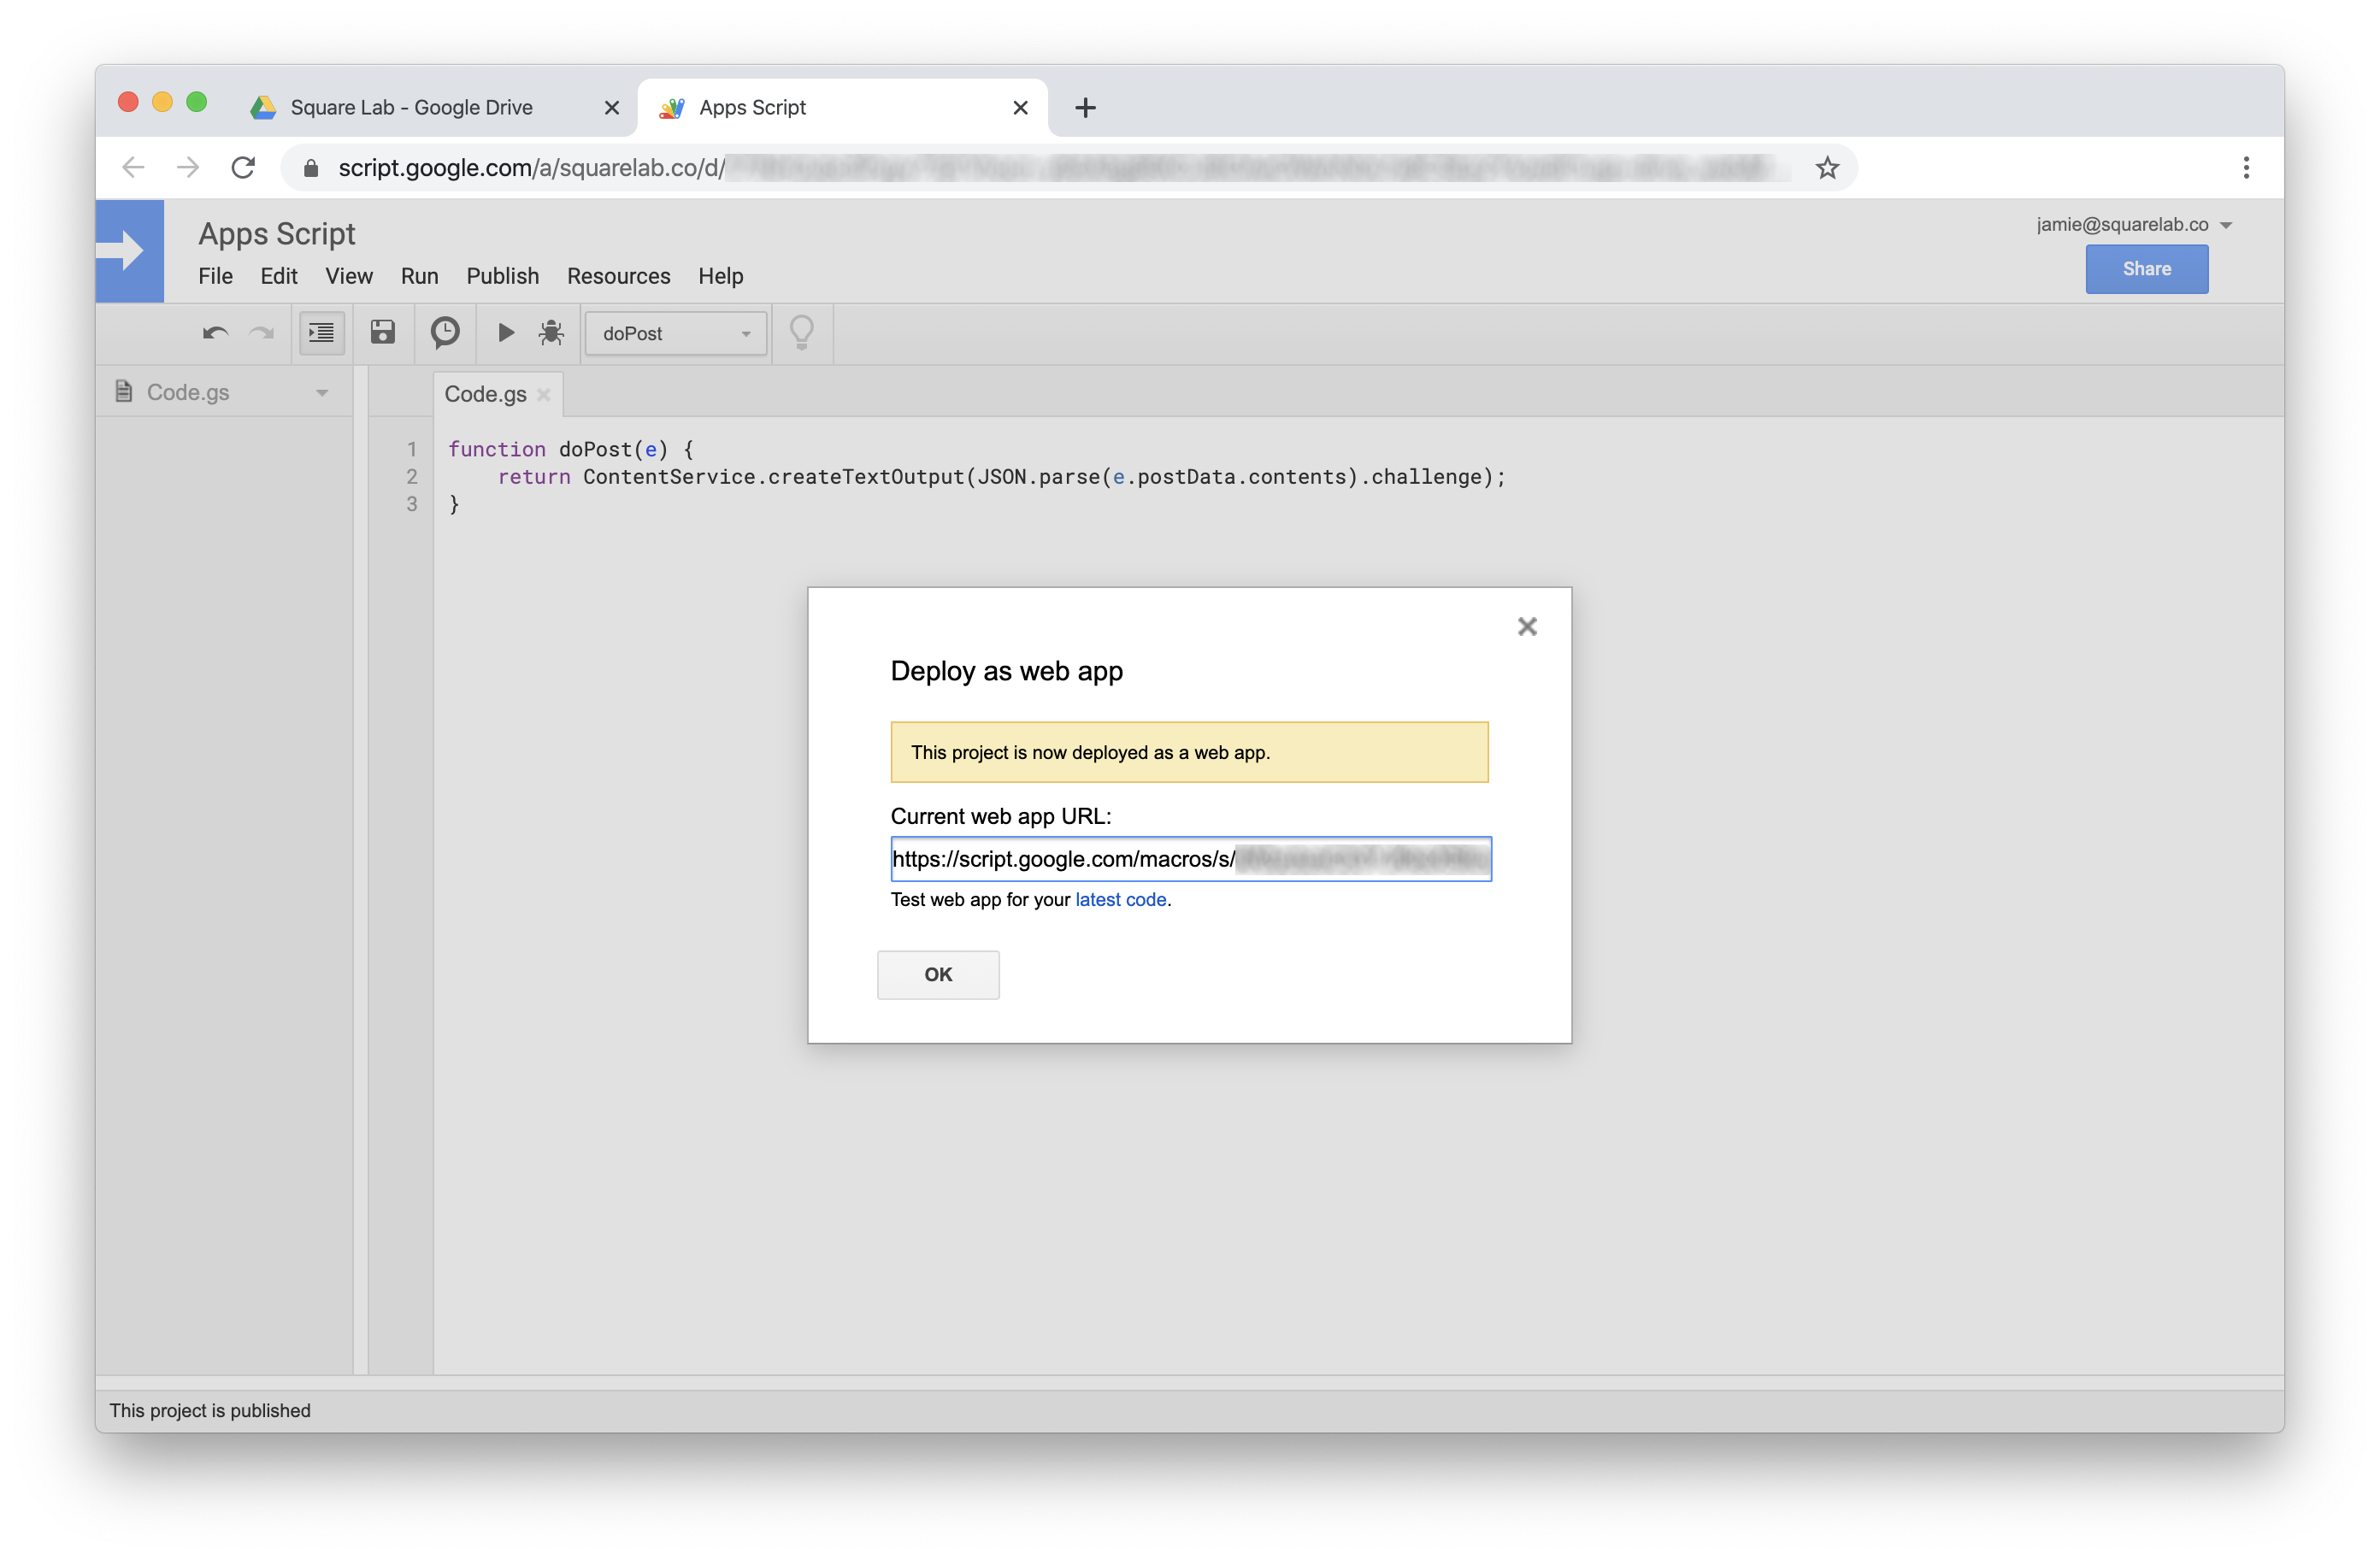 Square Lab - Google Drive
Apps Script
script.google.com/a/squarelab.co/d/
Apps Script
jamie@squarelab.co
File Edit View Run Publish Resources Help
Share
doPost
Code.gs
Code.gs
1 function doPost(e) {
2     return ContentService.createTextOutput(JSON.parse(e.postData.contents).challenge);
3 }
Deploy as web app
This project is now deployed as a web app.
Current web app URL:
https://script.google.com/macros/s/
Test web app for your latest code.
OK
This project is published